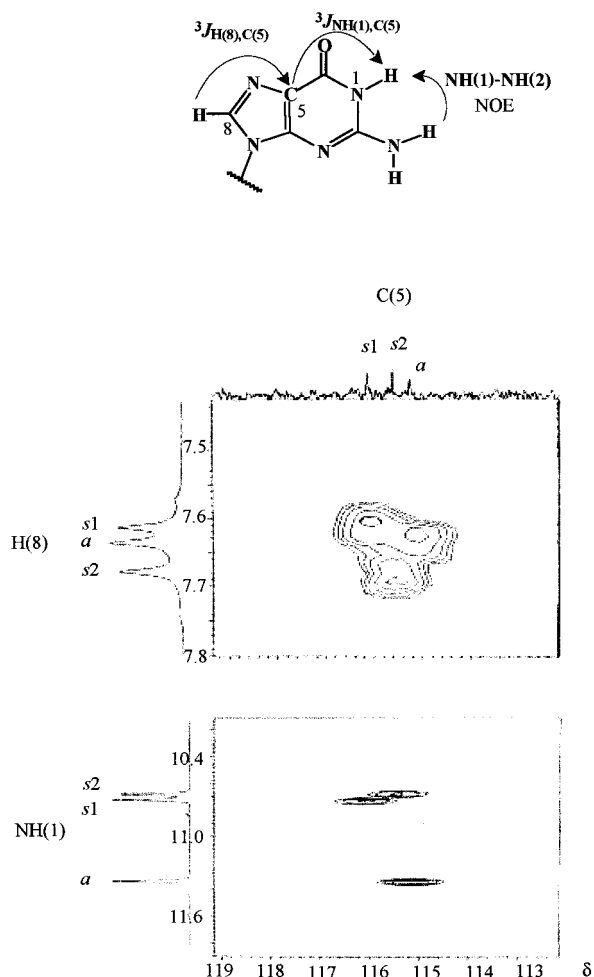 ³J_H(8),C(5) ³J_NH(1),C(5)
O
N 1 H
NH(1)-NH(2)
NOE
N C
5
H
8
N N N H
H
C(5)
s1 s2 a
7.5
s1 7.6
H(8) a
s2
7.7
7.8
10.4
s2
s1
NH(1) 11.0
a
11.6
119 118 117 116 115 114 113 δ